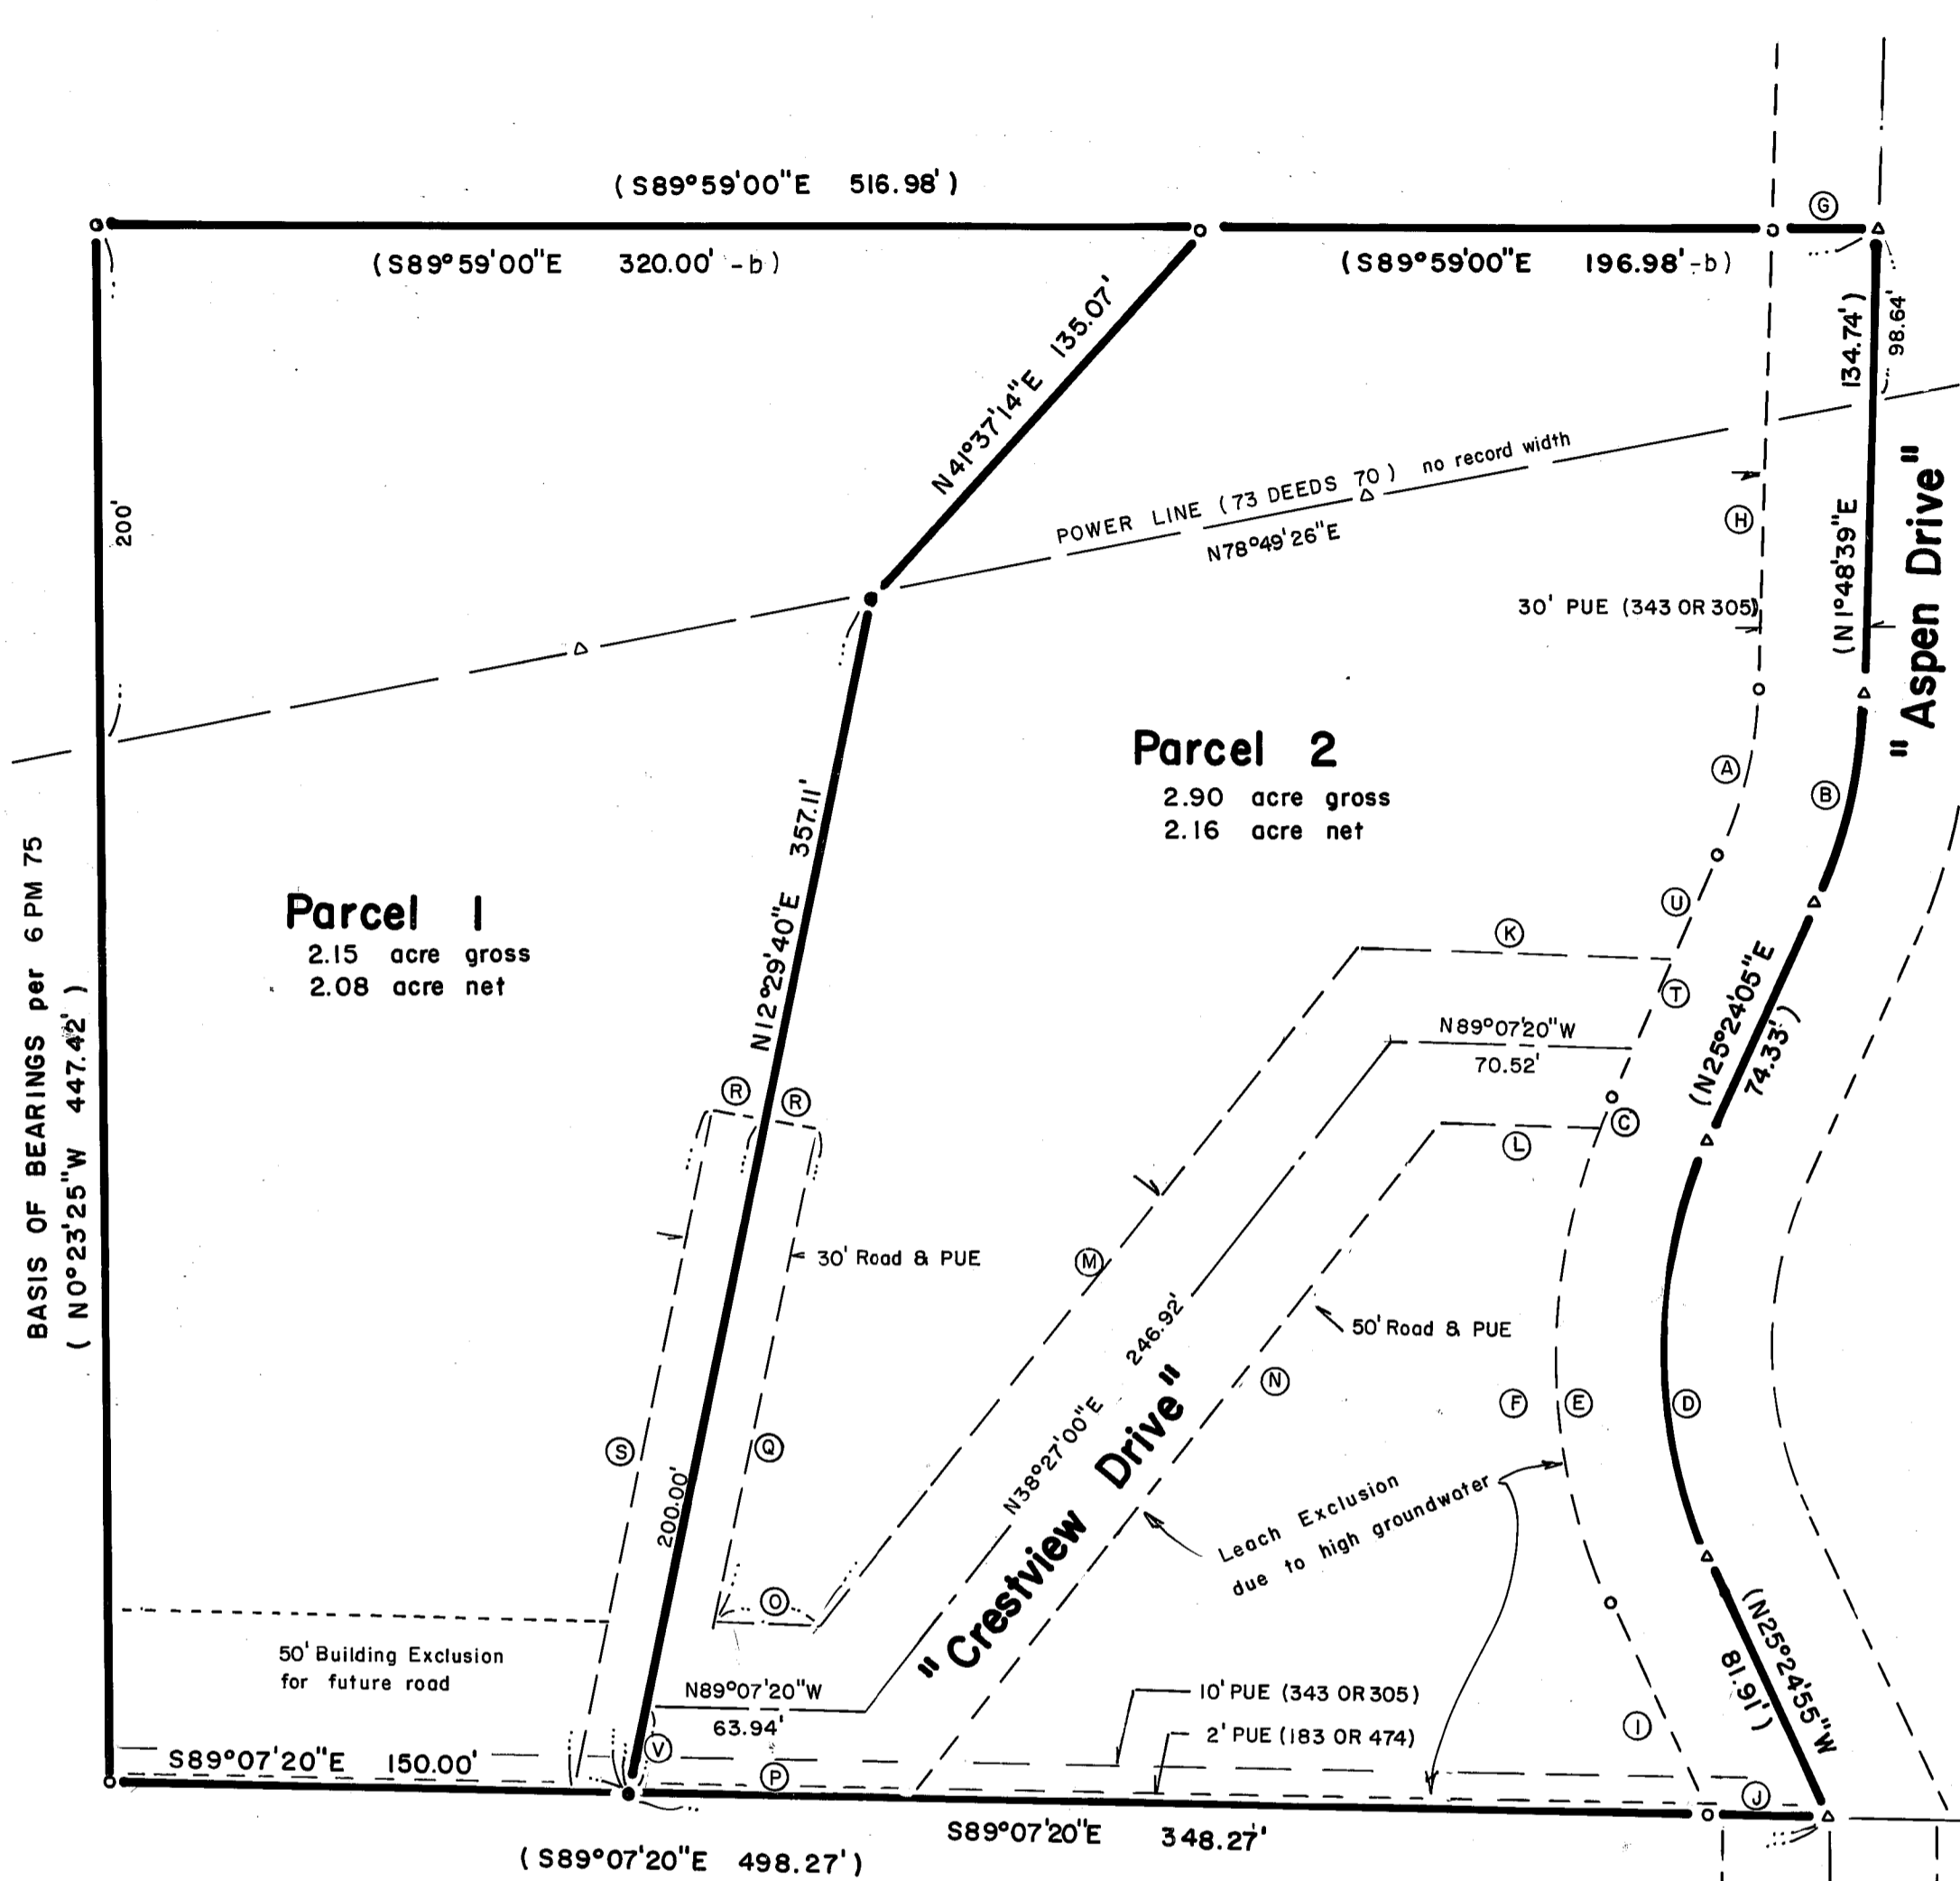 (S89°59'00"E 516.98')
G
(S89°59'00"E 320.00' -b)
(S89°59'00"E 196.98'-b)
N41°37'14"E 135.07'
134.74')
98.64'
(N1°48'39"E
"Aspen Drive"
POWER LINE (73 DEEDS 70) no record width
N78°49'26"E
H
30' PUE (343 OR 305)
200'
Parcel 2
2.90 acre gross
2.16 acre net
A
B
BASIS OF BEARINGS per 6 PM 75
(N0°23'25"W 447.42')
Parcel 1
2.15 acre gross
2.08 acre net
N12°29'40"E 357.11'
U
K
T
(N25°24'05"E
74.33')
N89°07'20"W
70.52'
R
R
C
L
30' Road & PUE
M
50' Road & PUE
N
F
E
D
S
Q
200.00'
N38°27'00"E 246.92'
"Crestview Drive"
Leach Exclusion
due to high groundwater
O
50' Building Exclusion
for future road
N89°07'20"W
63.94'
10' PUE (343 OR 305)
2' PUE (183 OR 474)
I
(N25°24'55"W
81.91')
V
P
J
S89°07'20"E 150.00'
S89°07'20"E 348.27'
(S89°07'20"E 498.27')